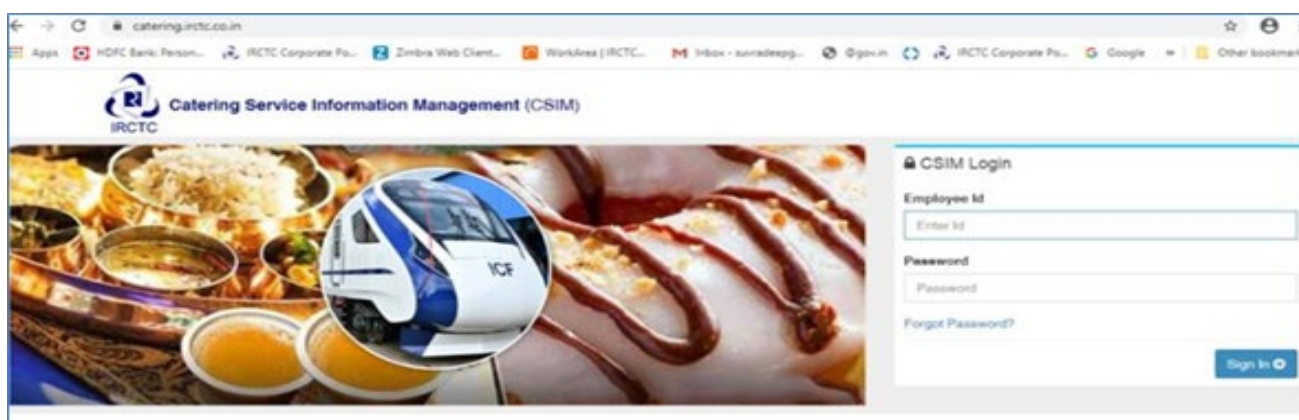 catering.irctc.co.in
Apps HDFC Bank: Person... IRCTC Corporate Po... Zimbra Web Client... WorkArea | IRCTC... Inbox - suvradeepg... @gov.in IRCTC Corporate Po... Google Other bookmar
Catering Service Information Management (CSIM)
IRCTC
ICF
CSIM Login
Employee Id
Enter Id
Password
Password
Forgot Password?
Sign In